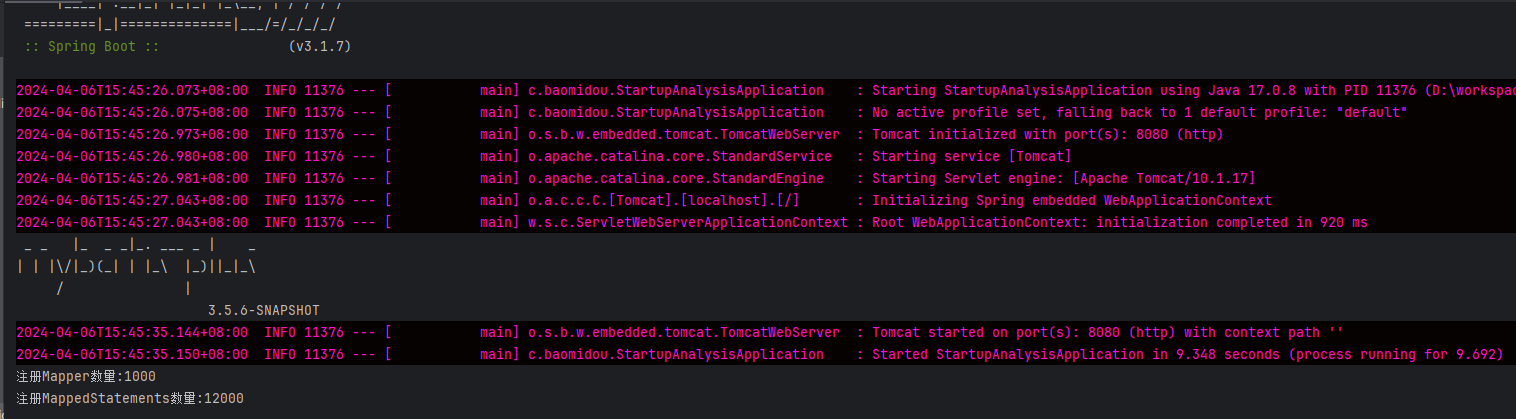 =========|_|==============|___/=/_/_/_/
:: Spring Boot ::                (v3.1.7)
2024-04-06T15:45:26.073+08:00  INFO 11376 --- [           main] c.baomidou.StartupAnalysisApplication    : Starting StartupAnalysisApplication using Java 17.0.8 with PID 11376 (D:\workspac
2024-04-06T15:45:26.075+08:00  INFO 11376 --- [           main] c.baomidou.StartupAnalysisApplication    : No active profile set, falling back to 1 default profile: "default"
2024-04-06T15:45:26.973+08:00  INFO 11376 --- [           main] o.s.b.w.embedded.tomcat.TomcatWebServer  : Tomcat initialized with port(s): 8080 (http)
2024-04-06T15:45:26.980+08:00  INFO 11376 --- [           main] o.apache.catalina.core.StandardService   : Starting service [Tomcat]
2024-04-06T15:45:26.981+08:00  INFO 11376 --- [           main] o.apache.catalina.core.StandardEngine    : Starting Servlet engine: [Apache Tomcat/10.1.17]
2024-04-06T15:45:27.043+08:00  INFO 11376 --- [           main] o.a.c.c.C.[Tomcat].[localhost].[/]       : Initializing Spring embedded WebApplicationContext
2024-04-06T15:45:27.043+08:00  INFO 11376 --- [           main] w.s.c.ServletWebServerApplicationContext : Root WebApplicationContext: initialization completed in 920 ms
 _ _   |_  _ _|_. ___ _ |    _
| | |\/|_)(_| | |_\  |_)||_|_\
     /               |
                        3.5.6-SNAPSHOT
2024-04-06T15:45:35.144+08:00  INFO 11376 --- [           main] o.s.b.w.embedded.tomcat.TomcatWebServer  : Tomcat started on port(s): 8080 (http) with context path ''
2024-04-06T15:45:35.150+08:00  INFO 11376 --- [           main] c.baomidou.StartupAnalysisApplication    : Started StartupAnalysisApplication in 9.348 seconds (process running for 9.692)
注册Mapper数量:1000
注册MappedStatements数量:12000